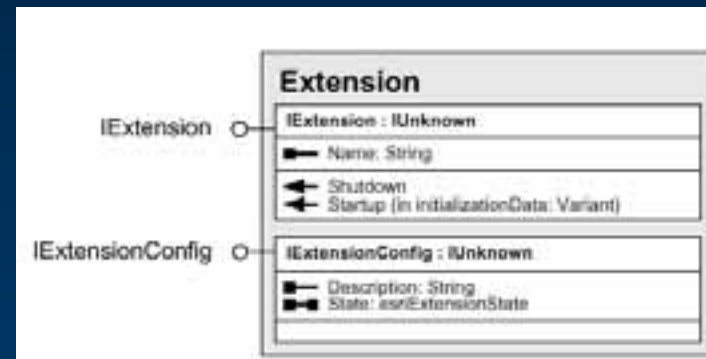 Extension
IExtension
IExtension : IUnknown
Name: String
Shutdown
Startup (in initializationData: Variant)
IExtensionConfig
IExtensionConfig : IUnknown
Description: String
State: esriExtensionState